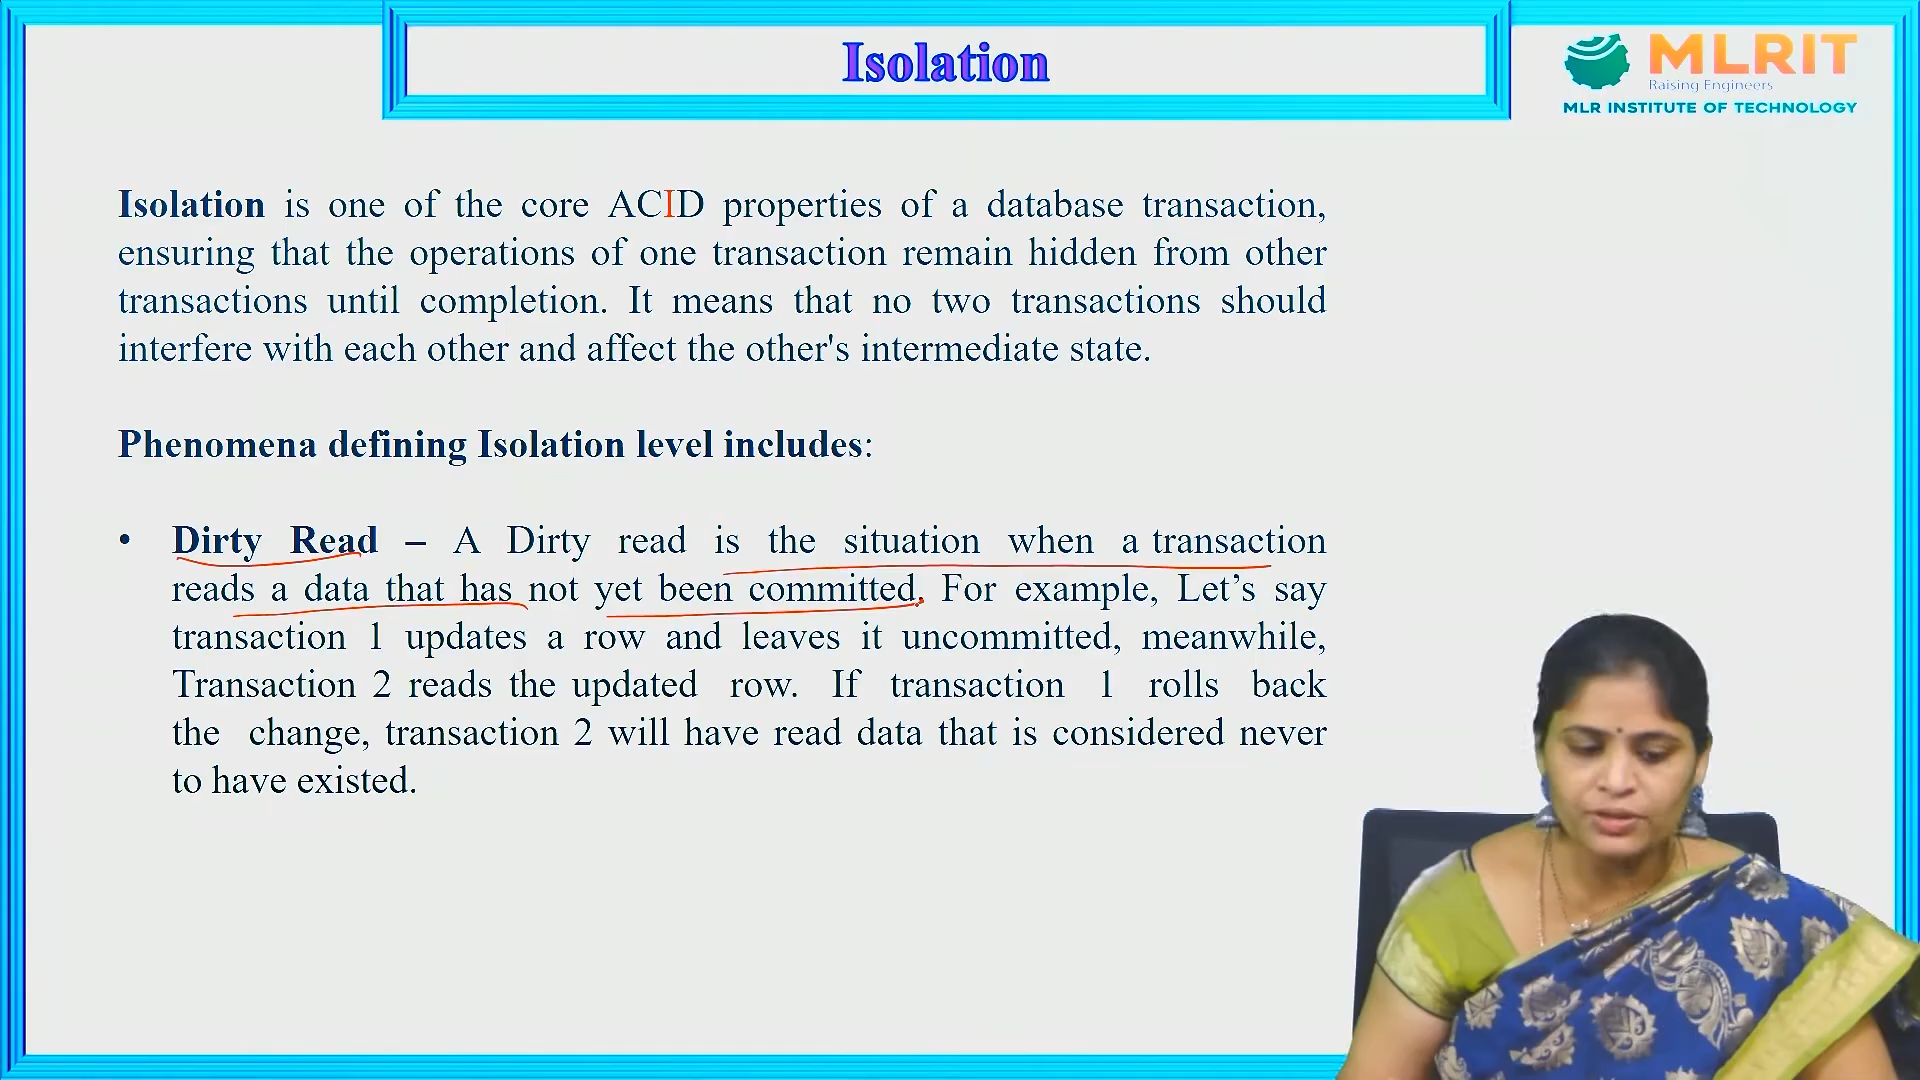 Isolation
MLRIT
Raising Engineers
MLR INSTITUTE OF TECHNOLOGY
Isolation is one of the core ACID properties of a database transaction,
ensuring that the operations of one transaction remain hidden from other
transactions until completion. It means that no two transactions should
interfere with each other and affect the other's intermediate state.
Phenomena defining Isolation level includes:
• Dirty Read – A Dirty read is the situation when a transaction
reads a data that has not yet been committed. For example, Let’s say
transaction 1 updates a row and leaves it uncommitted, meanwhile,
Transaction 2 reads the updated row. If transaction 1 rolls back
the change, transaction 2 will have read data that is considered never
to have existed.